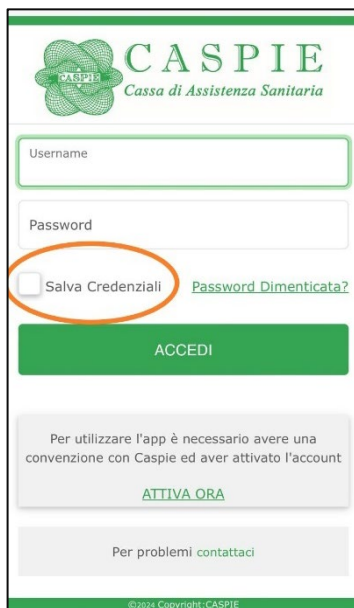 CASPIE
CASPIE
Cassa di Assistenza Sanitaria
Username
Password
Salva Credenziali Password Dimenticata?
ACCEDI
Per utilizzare l'app è necessario avere una
convenzione con Caspie ed aver attivato l'account
ATTIVA ORA
Per problemi contattaci
©2024 Copyright:CASPIE